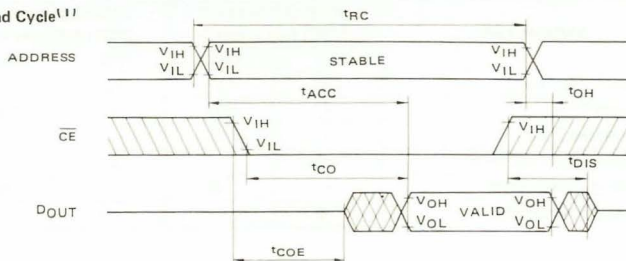 d Cycle(1)
tRC
ADDRESS
VIH VIH STABLE VIH
VIL VIL VIL
tACC
tOH
CE
VIH VIH
VIL
tCO
tDIS
DOUT
VOH VALID VOH
VOL VOL
tCOE